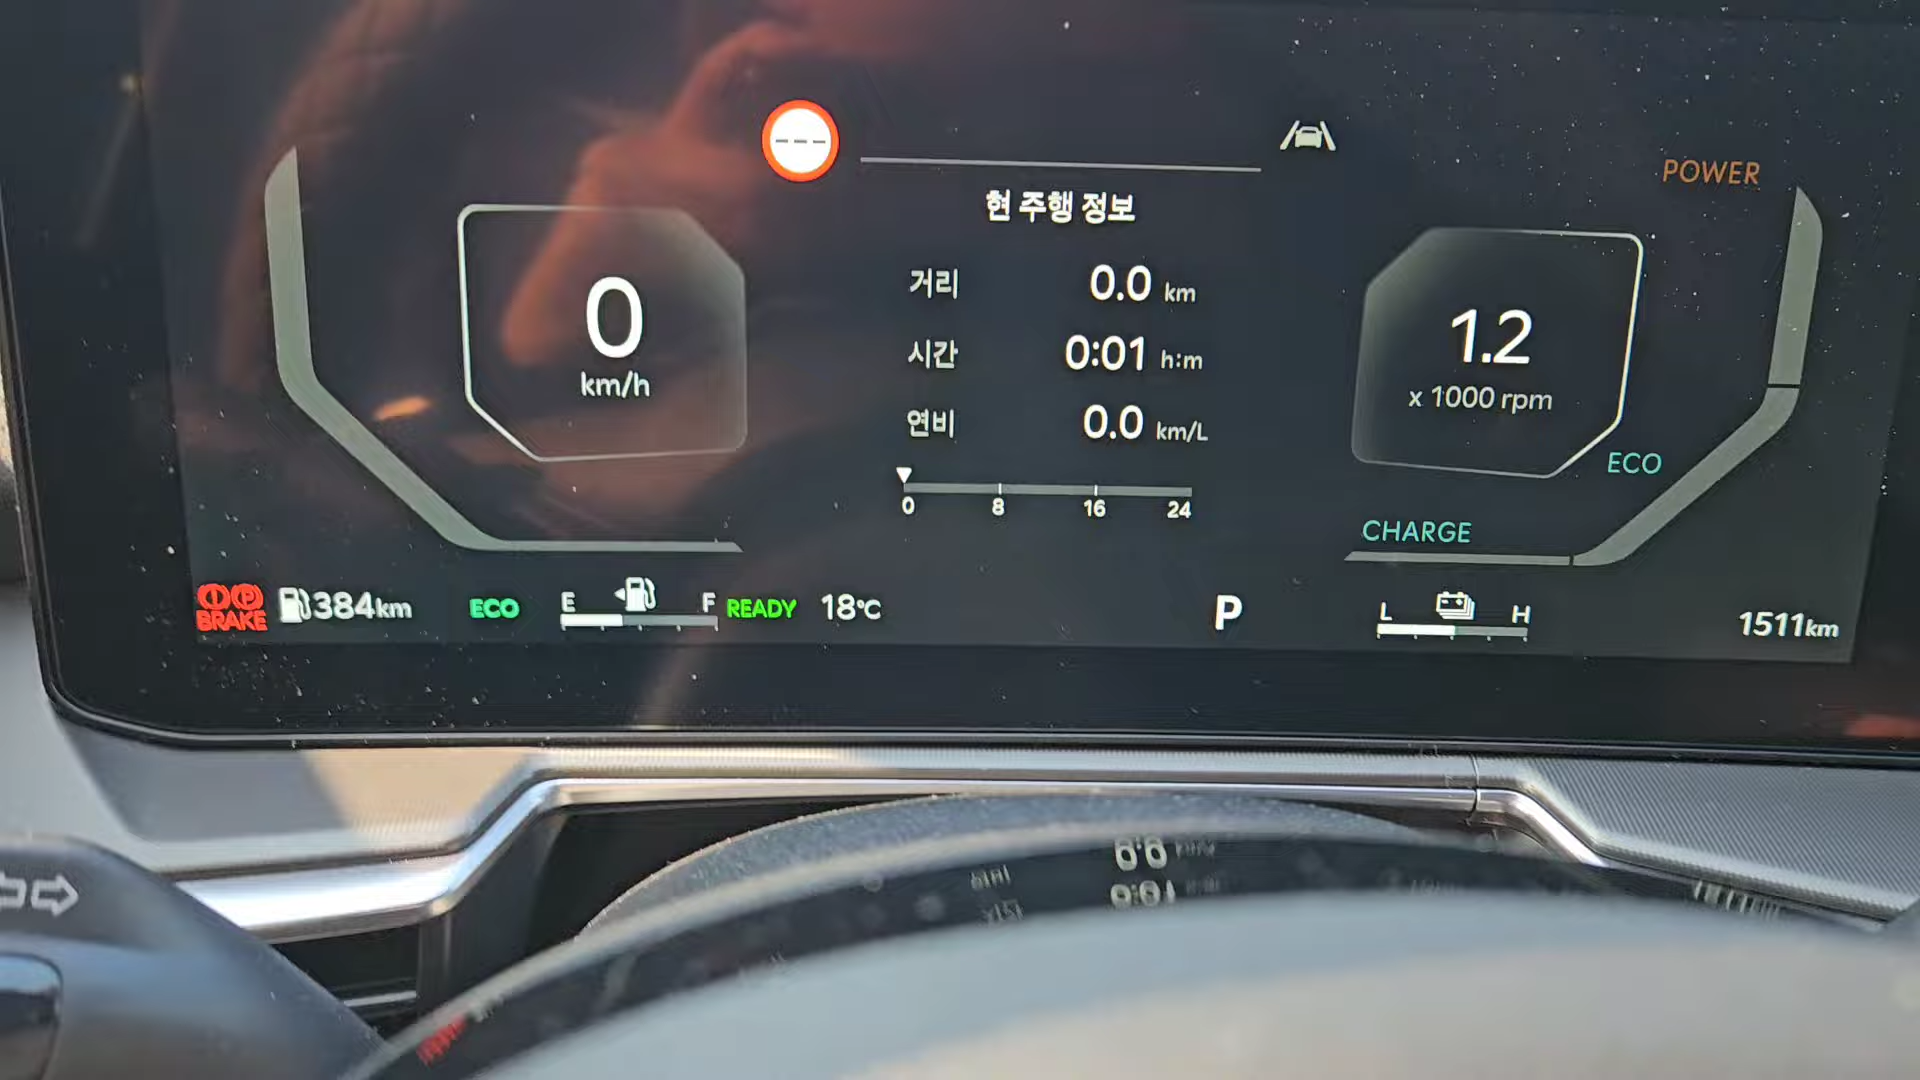 ---
현 주행 정보
거리 0.0 km
시간 0:01 h:m
연비 0.0 km/L
0 8 16 24
0
km/h
POWER
1.2
x 1000 rpm
ECO
CHARGE
BRAKE
384km
ECO
E F
READY
18°C
P
L H
1511km